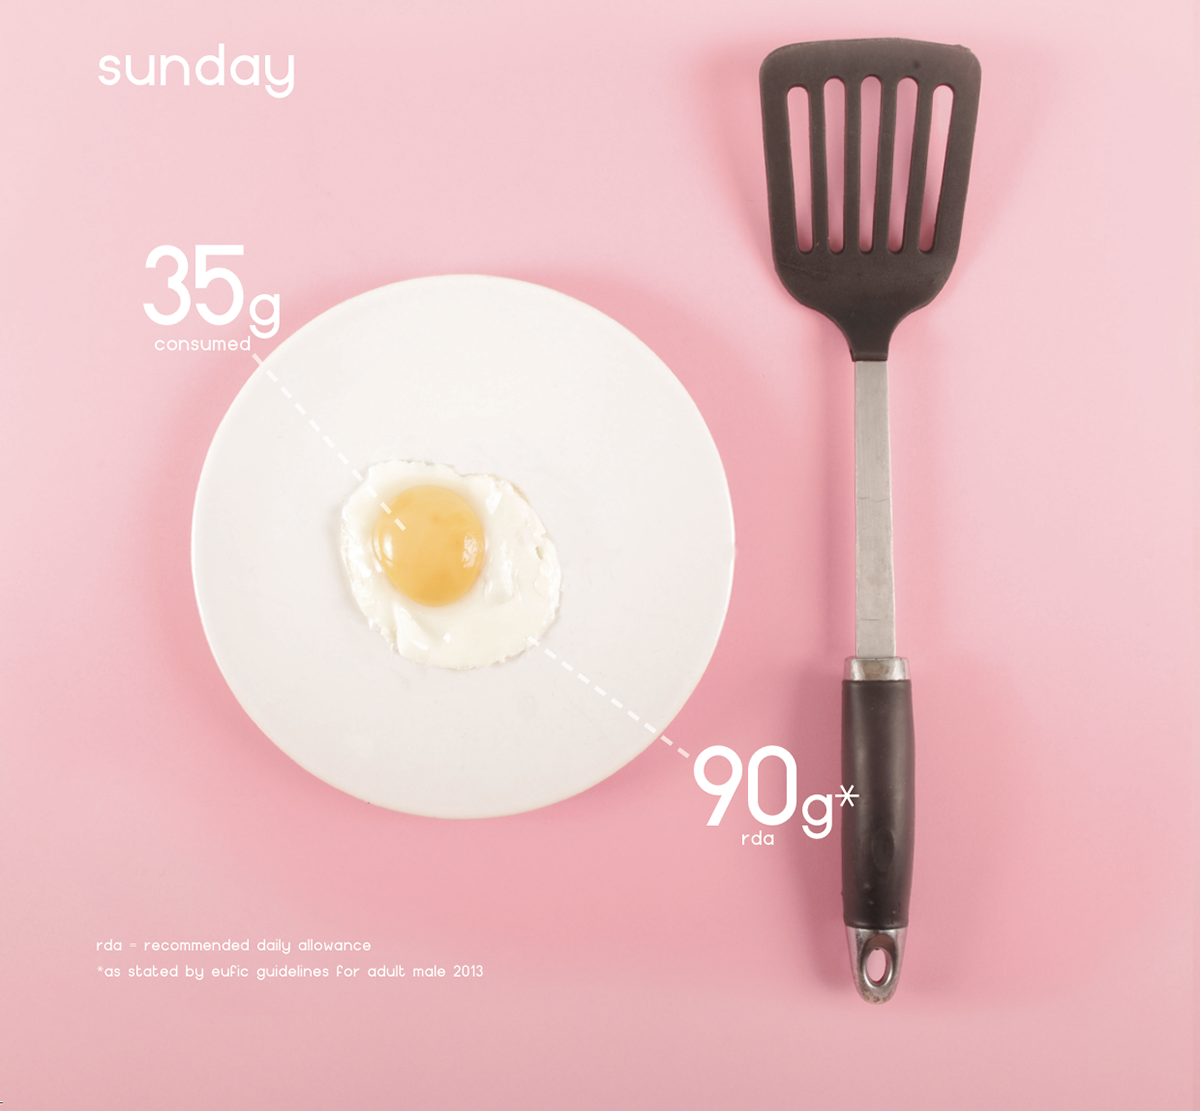 sunday
35g
consumed
90g*
rda
rda = recommended daily allowance
*as stated by eufic guidelines for adult male 2013